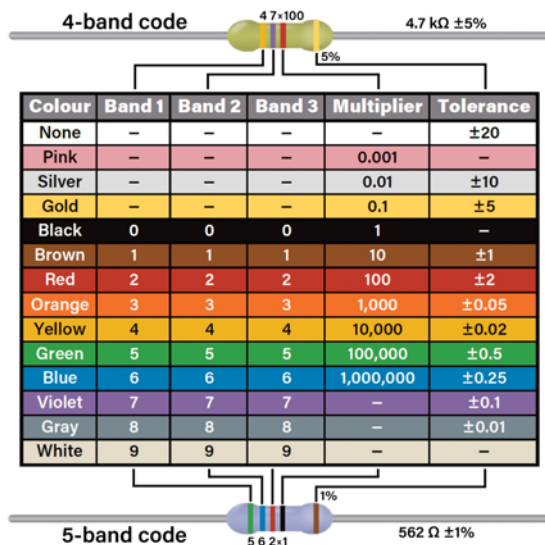 4-band code 4 7×100 4.7 kΩ ±5%
5%
Colour Band 1 Band 2 Band 3 Multiplier Tolerance
None – – – – ±20
Pink – – – 0.001 –
Silver – – – 0.01 ±10
Gold – – – 0.1 ±5
Black 0 0 0 1 –
Brown 1 1 1 10 ±1
Red 2 2 2 100 ±2
Orange 3 3 3 1,000 ±0.05
Yellow 4 4 4 10,000 ±0.02
Green 5 5 5 100,000 ±0.5
Blue 6 6 6 1,000,000 ±0.25
Violet 7 7 7 – ±0.1
Gray 8 8 8 – ±0.01
White 9 9 9 – –
1%
5-band code 5 6 2×1 562 Ω ±1%